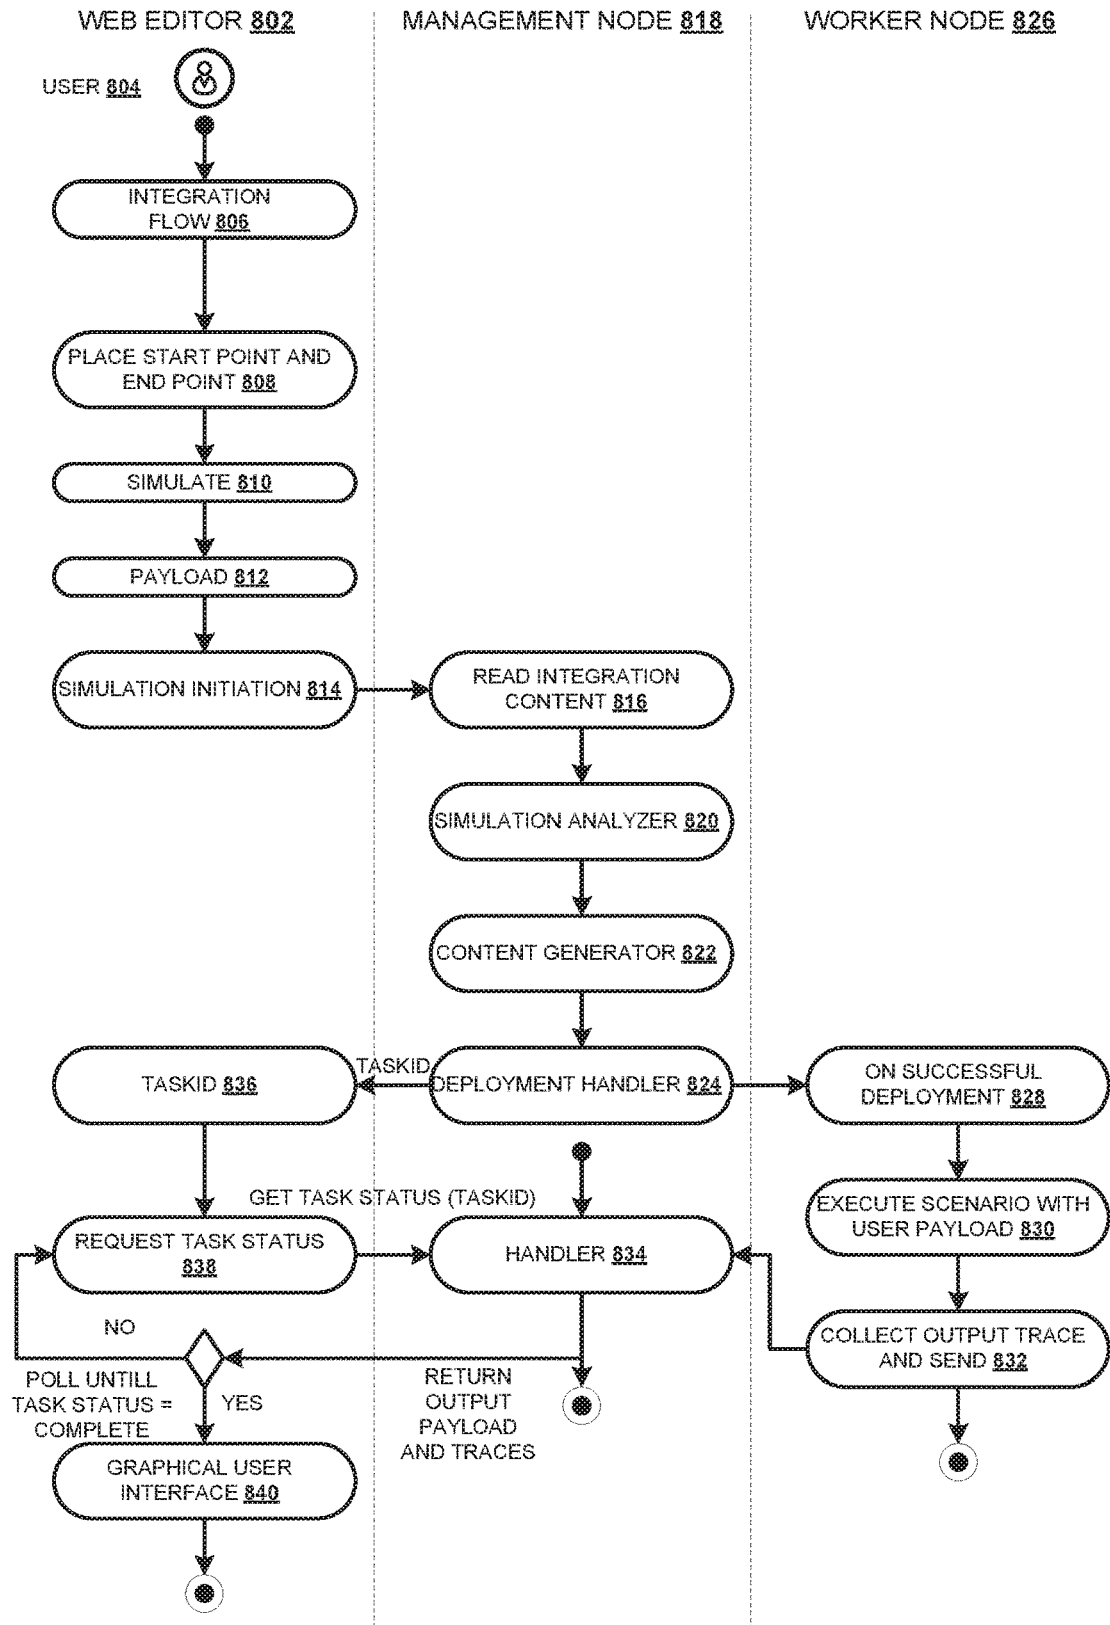 WEB EDITOR 802
MANAGEMENT NODE 818
WORKER NODE 826
USER 804
INTEGRATION
FLOW 806
PLACE START POINT AND
END POINT 808
SIMULATE 810
PAYLOAD 812
SIMULATION INITIATION 814
READ INTEGRATION
CONTENT 816
SIMULATION ANALYZER 820
CONTENT GENERATOR 822
TASKID 836
TASKID
DEPLOYMENT HANDLER 824
ON SUCCESSFUL
DEPLOYMENT 828
GET TASK STATUS (TASKID)
EXECUTE SCENARIO WITH
USER PAYLOAD 830
REQUEST TASK STATUS
838
HANDLER 834
COLLECT OUTPUT TRACE
AND SEND 832
NO
POLL UNTILL
TASK STATUS =
COMPLETE
YES
RETURN
OUTPUT
PAYLOAD
AND TRACES
GRAPHICAL USER
INTERFACE 840